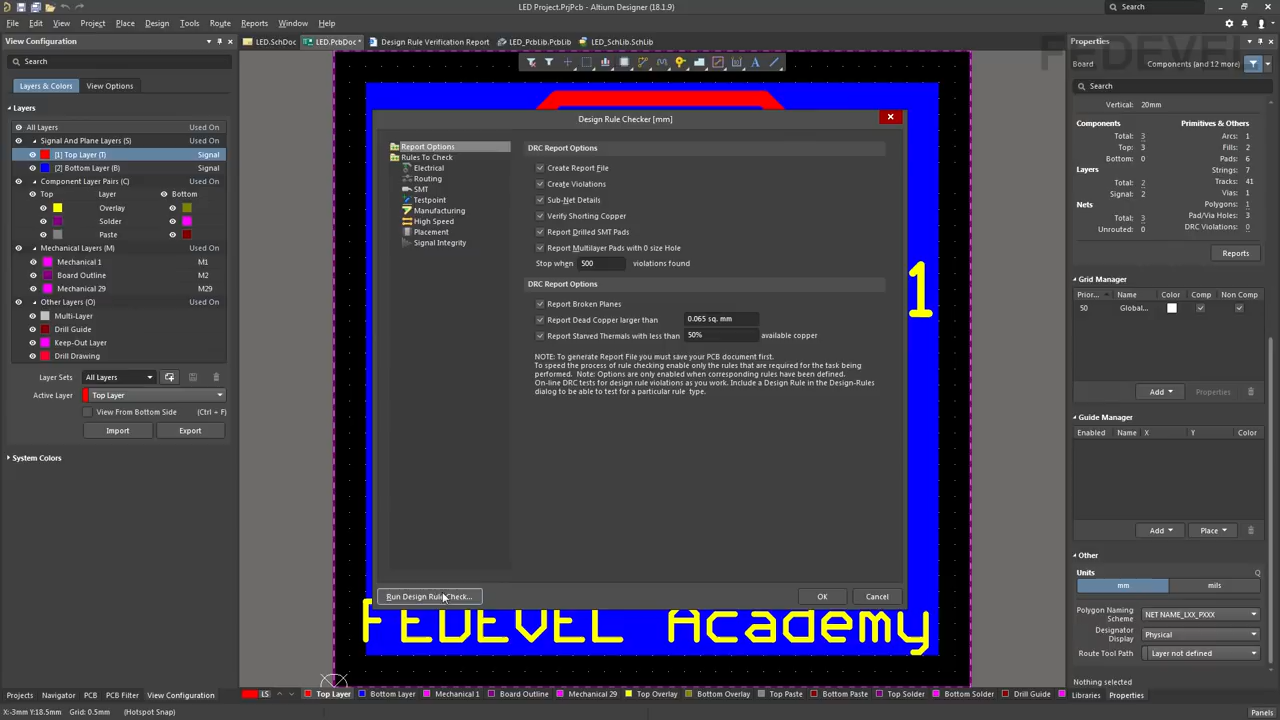 LED Project.PrjPcb - Altium Designer (18.1.9)
Search
File Edit View Project Place Design Tools Route Reports Window Help
View Configuration
LED.SchDoc
LED.PcbDoc *
Design Rule Verification Report
LED_PcbLib.PcbLib
LED_SchLib.SchLib
FEDEVEL
Properties
Search
Board Components (and 12 more)
Layers & Colors View Options
Search
Layers
All Layers Used On
Signal And Plane Layers (S) Used On
[1] Top Layer (T) Signal
[2] Bottom Layer (B) Signal
Component Layer Pairs (C) Used On
Top Layer Bottom
Overlay
Solder
Paste
Mechanical Layers (M) Used On
Mechanical 1 M1
Board Outline M2
Mechanical 29 M29
Other Layers (O) Used On
Multi-Layer
Drill Guide
Keep-Out Layer
Drill Drawing
Layer Sets All Layers
Active Layer Top Layer
View From Bottom Side (Ctrl + F)
Import Export
System Colors
Design Rule Checker [mm]
Report Options
Rules To Check
Electrical
Routing
SMT
Testpoint
Manufacturing
High Speed
Placement
Signal Integrity
DRC Report Options
Create Report File
Create Violations
Sub-Net Details
Verify Shorting Copper
Report Drilled SMT Pads
Report Multilayer Pads with 0 size Hole
Stop when 500 violations found
DRC Report Options
Report Broken Planes
Report Dead Copper larger than 0.065 sq. mm
Report Starved Thermals with less than 50% available copper
NOTE: To generate Report File you must save your PCB document first.
To speed the process of rule checking enable only the rules that are required for the task being
performed. Note: Options are only enabled when corresponding rules have been defined.
On-line DRC tests for design rule violations as you work. Include a Design Rule in the Design-Rules
dialog to be able to test for a particular rule type.
Run Design Rule Check...
OK Cancel
1
FEDEVEL Academy
Vertical: 20mm
Components Primitives & Others
Total: 3 Arcs: 1
Top: 3 Fills: 2
Bottom: 0 Pads: 6
Layers Strings: 7
Total: 2 Tracks: 41
Signal: 2 Vias: 1
Nets Polygons: 1
Total: 3 Pad/Via Holes: 3
Unrouted: 0 DRC Violations: 0
Reports
Grid Manager
Prior... Name Color Comp Non Comp
50 Global...
Add Properties
Guide Manager
Enabled Name X Y Color
Add Place
Other
Units
mm mils
Polygon Naming
Scheme NET NAME_LXX_PXXX
Designator
Display Physical
Route Tool Path Layer not defined
Nothing selected
Projects Navigator PCB PCB Filter View Configuration
LS Top Layer Bottom Layer Mechanical 1 Board Outline Mechanical 29 Top Overlay Bottom Overlay Top Paste Bottom Paste Top Solder Bottom Solder Drill Guide
Libraries Properties
X:-3mm Y:18.5mm Grid: 0.5mm (Hotspot Snap)
Panels